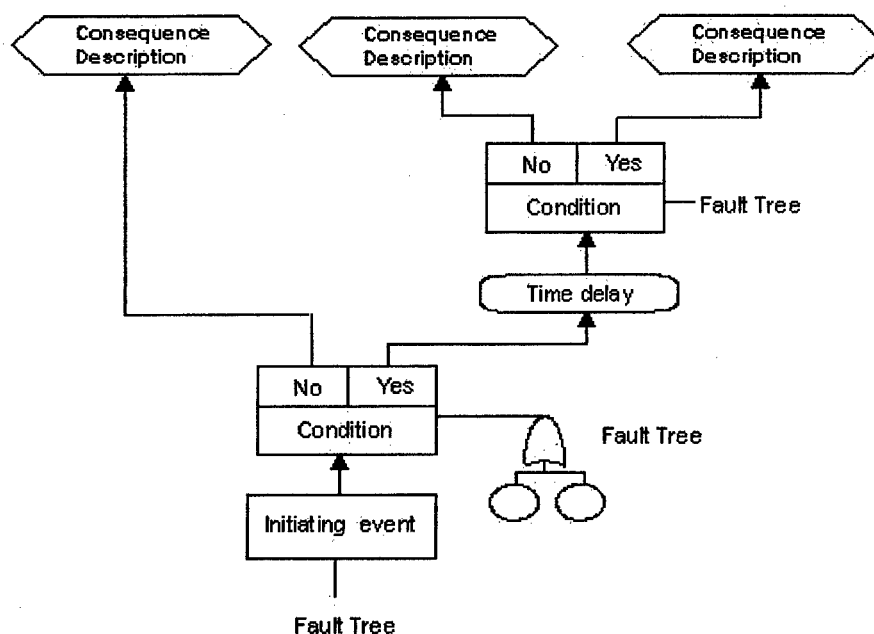 Consequence
Description
Consequence
Description
Consequence
Description
No
Yes
Condition
Fault Tree
Time delay
No
Yes
Condition
Fault Tree
Initiating event
Fault Tree